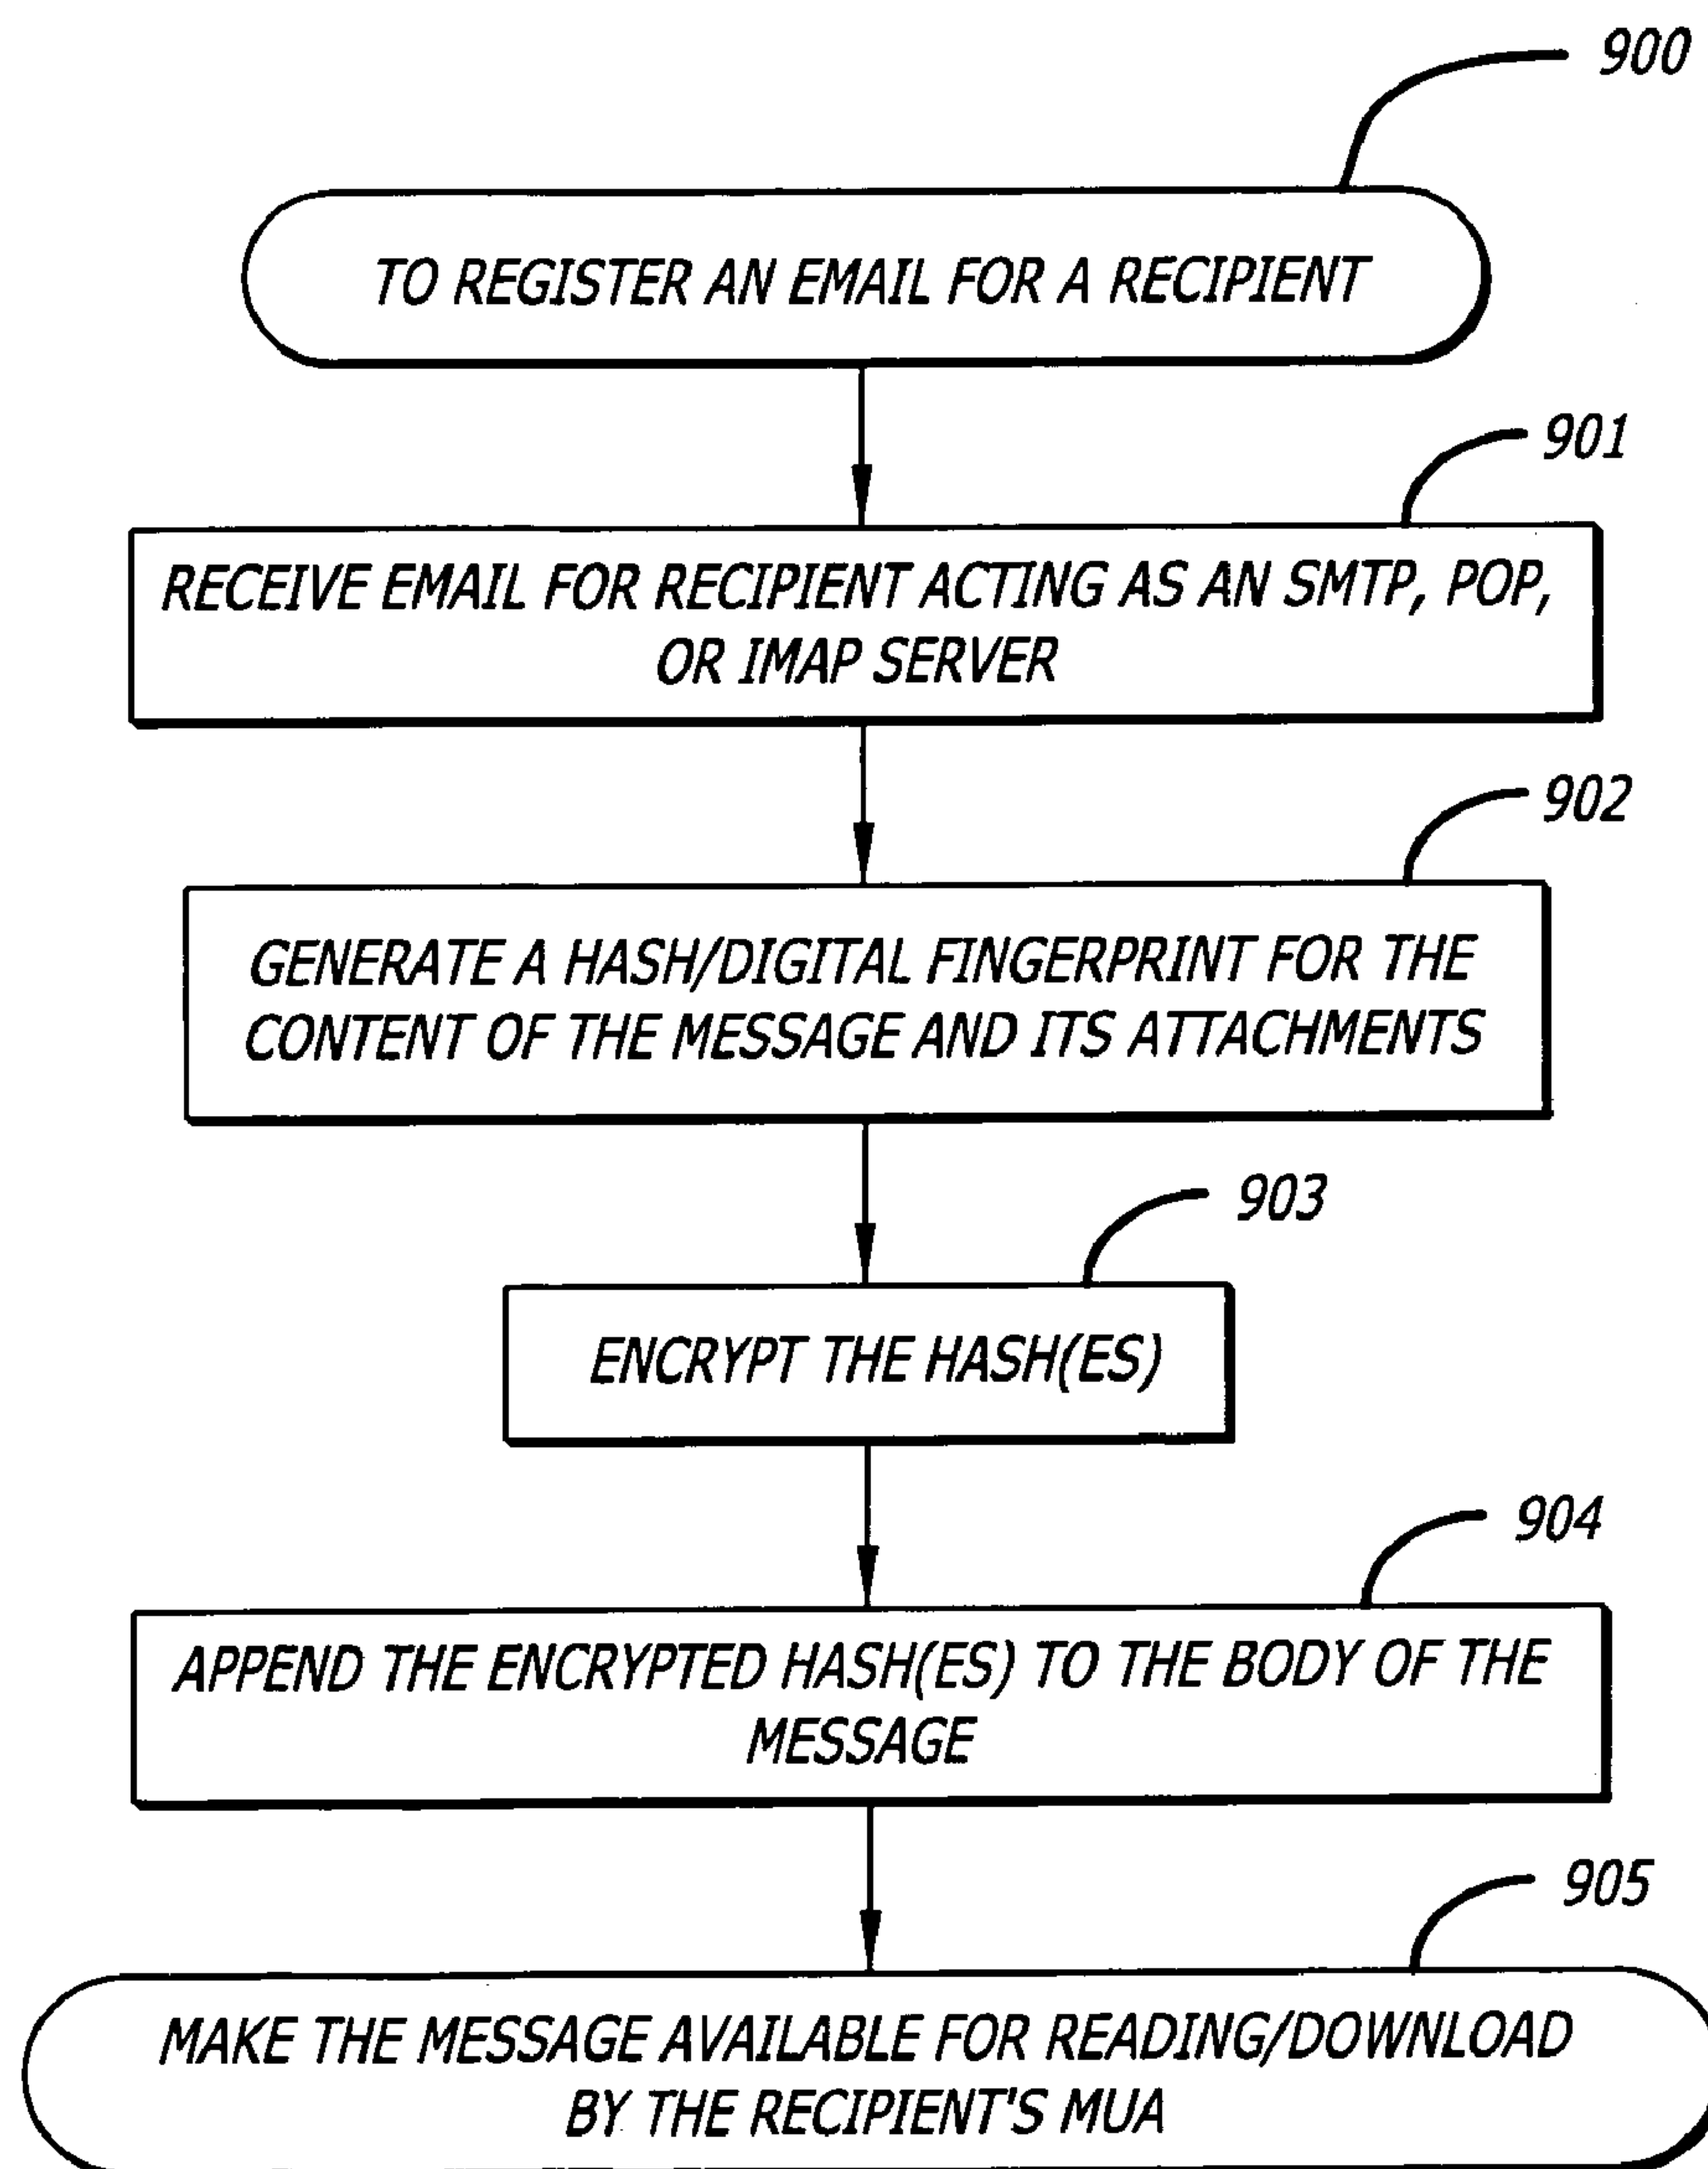 900
TO REGISTER AN EMAIL FOR A RECIPIENT
901
RECEIVE EMAIL FOR RECIPIENT ACTING AS AN SMTP, POP,
OR IMAP SERVER
902
GENERATE A HASH/DIGITAL FINGERPRINT FOR THE
CONTENT OF THE MESSAGE AND ITS ATTACHMENTS
903
ENCRYPT THE HASH(ES)
904
APPEND THE ENCRYPTED HASH(ES) TO THE BODY OF THE
MESSAGE
905
MAKE THE MESSAGE AVAILABLE FOR READING/DOWNLOAD
BY THE RECIPIENT'S MUA